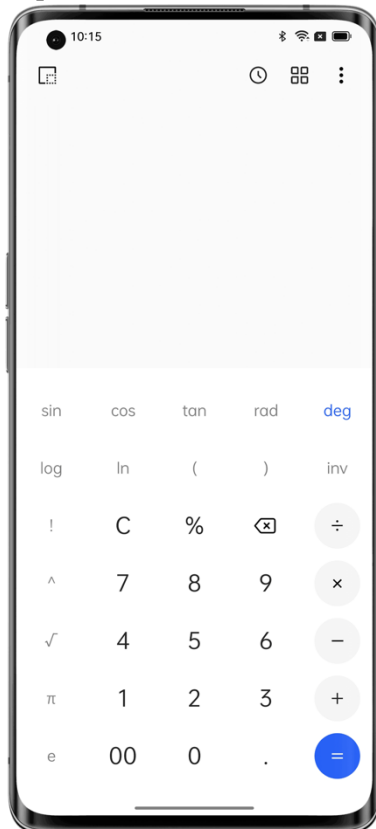 10:15
sin cos tan rad deg
log ln ( ) inv
! C % ÷
^ 7 8 9 ×
√ 4 5 6 −
π 1 2 3 +
e 00 0 . =